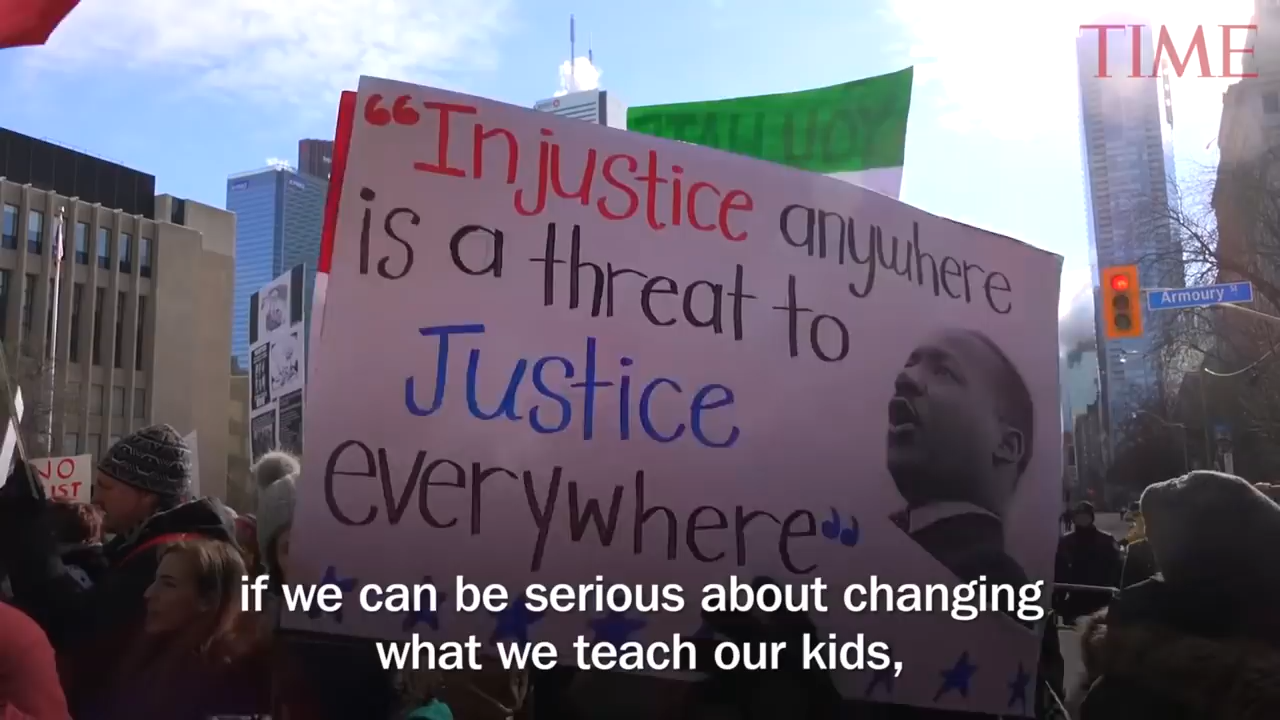 TIME
“Injustice anywhere
is a threat to
Justice
everywhere”
Armoury St
NO
if we can be serious about changing
what we teach our kids,